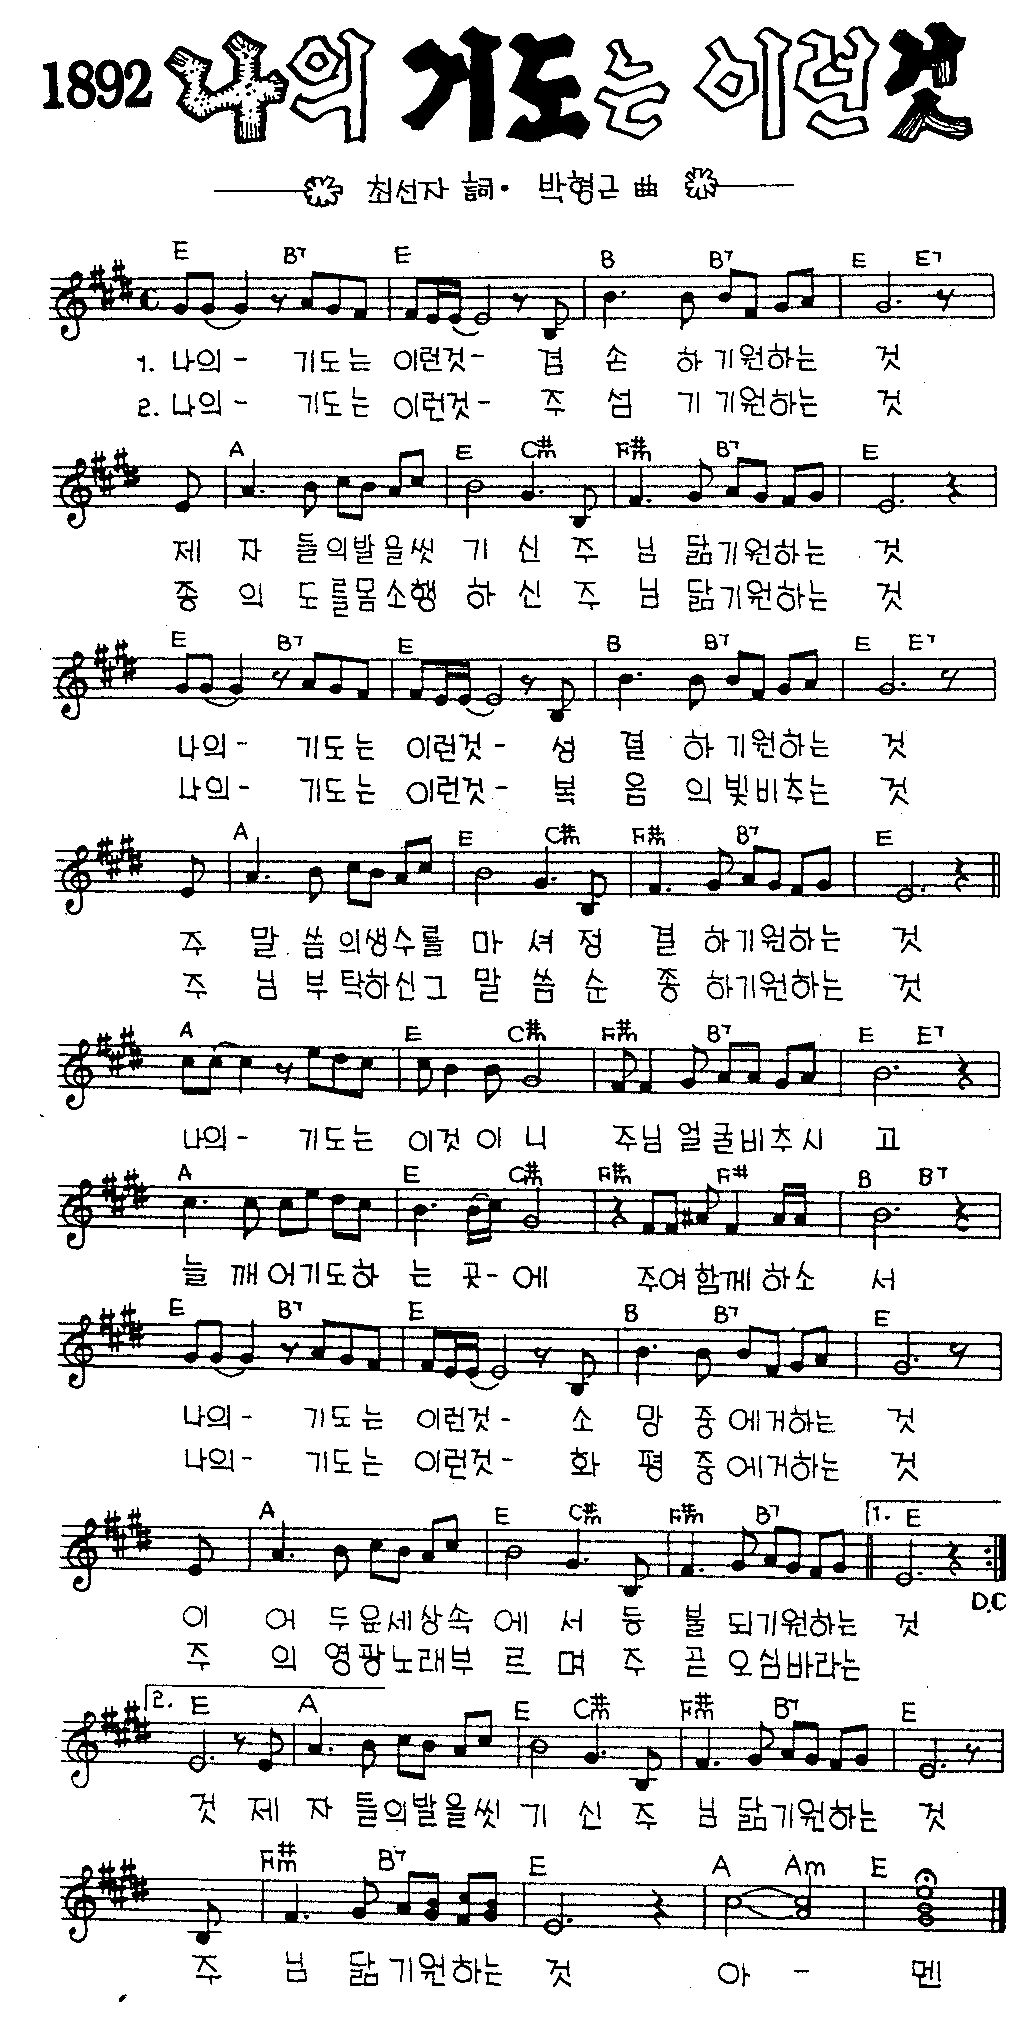 1892 나의 기도는 이런것
최선자 詞· 박형근 曲
E B7 E B B7 E E7
1. 나의- 기도는 이런것- 겸 손 하 기원하는 것
2. 나의- 기도는 이런것- 주 섬 기 기원하는 것
A E C#m F#m B7 E
제 자 들의발을씻 기 신 주 님 닮기원하는 것
종 의 도를몸소행 하 신 주 님 닮기원하는 것
E B7 E B B7 E E7
나의- 기도는 이런것- 성 결 하 기원하는 것
나의- 기도는 이런것- 복 음 의 빛비추는 것
A E C#m F#m B7 E
주 말 씀 의생수를 마 셔 정 결 하기원하는 것
주 님 부 탁하신그 말 씀 순 종 하기원하는 것
A E C#m F#m B7 E E7
나의- 기도는 이것 이 니 주님 얼굴비추시 고
A E C#m F#m F# B B7
늘 깨 어기도하 는 곳-에 주여함께하소 서
E B7 E B B7 E
나의- 기도는 이런것- 소 망 중 에거하는 것
나의- 기도는 이런것- 화 평 중 에거하는 것
A E C#m F#m B7 1. E
D.C
이 어 두운세상속 에 서 등 불 되기원하는 것
주 의 영광노래부 르 며 주 곧 오심바라는
2. E A E C#m F#m B7 E
것 제 자 들의발을씻 기 신 주 님 닮기원하는 것
F#m B7 E A Am E
주 님 닮 기원하는 것 아 - 멘